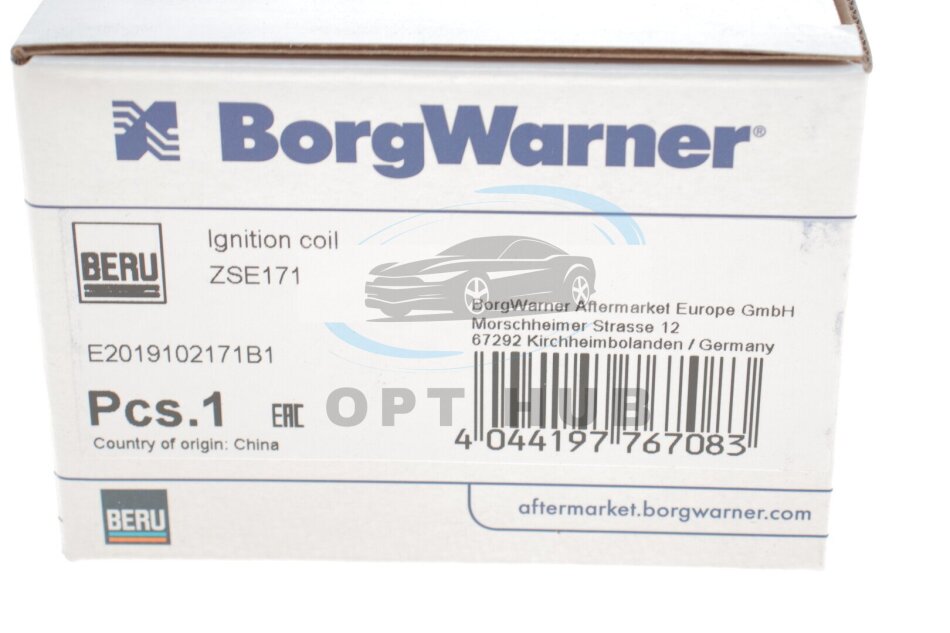 BorgWarner®
BERU
Ignition coil
ZSE171
BorgWarner Aftermarket Europe GmbH
Morschheimer Strasse 12
67292 Kirchheimbolanden / Germany
E2019102171B1
Pcs.1 EAC
OPT HUB
4 044197 767083
Country of origin: China
BERU
aftermarket.borgwarner.com